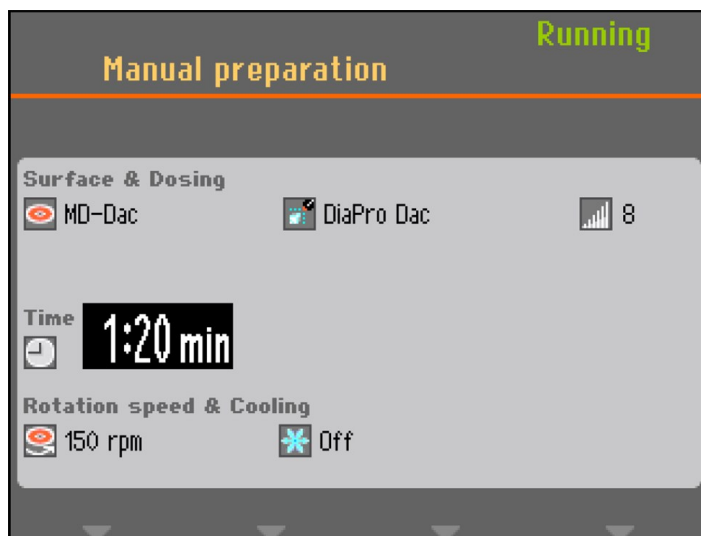 Running
Manual preparation
Surface & Dosing
MD-Dac DiaPro Dac 8
Time
1:20 min
Rotation speed & Cooling
150 rpm Off